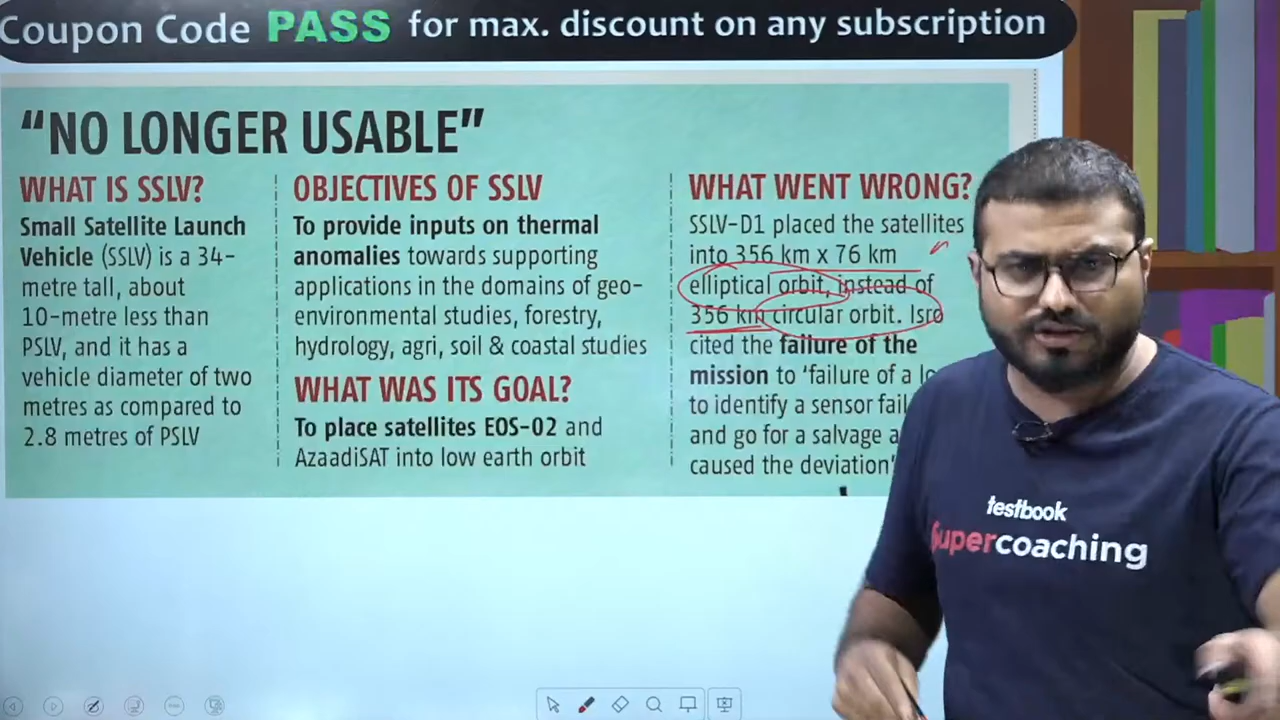 Coupon Code PASS for max. discount on any subscription
“NO LONGER USABLE”
WHAT IS SSLV?
Small Satellite Launch
Vehicle (SSLV) is a 34-
metre tall, about
10-metre less than
PSLV, and it has a
vehicle diameter of two
metres as compared to
2.8 metres of PSLV
OBJECTIVES OF SSLV
To provide inputs on thermal
anomalies towards supporting
applications in the domains of geo-
environmental studies, forestry,
hydrology, agri, soil & coastal studies
WHAT WAS ITS GOAL?
To place satellites EOS-02 and
AzaadiSAT into low earth orbit
WHAT WENT WRONG?
SSLV-D1 placed the satellites
into 356 km x 76 km
elliptical orbit, instead of
356 km circular orbit. Isro
cited the failure of the
mission to ‘failure of a
to identify a sensor
and go for a salvage
caused the deviation’
testbook
Supercoaching